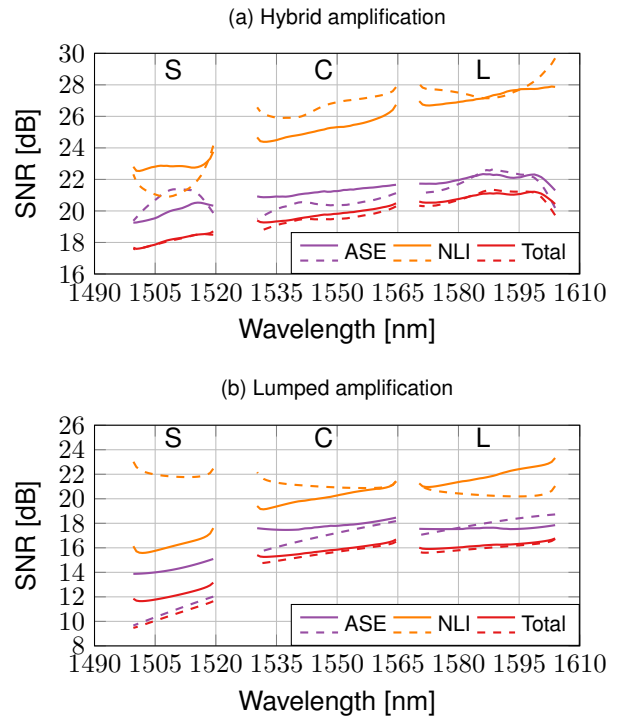 (a) Hybrid amplification
30
28
26
24
22
20
18
16
SNR [dB]
S C L
ASE NLI Total
1490 1505 1520 1535 1550 1565 1580 1595 1610
Wavelength [nm]
(b) Lumped amplification
26
24
22
20
18
16
14
12
10
8
SNR [dB]
S C L
ASE NLI Total
1490 1505 1520 1535 1550 1565 1580 1595 1610
Wavelength [nm]